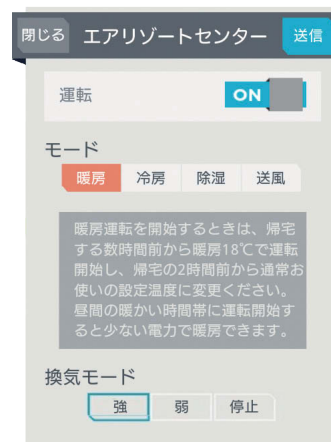 閉じる エアリゾートセンター 送信
運転 ON
モード
暖房 冷房 除湿 送風
暖房運転を開始するときは、帰宅
する数時間前から暖房18℃で運転
開始し、帰宅の2時間前から通常お
使いの設定温度に変更ください。
昼間の暖かい時間帯に運転開始す
ると少ない電力で暖房できます。
換気モード
強 弱 停止